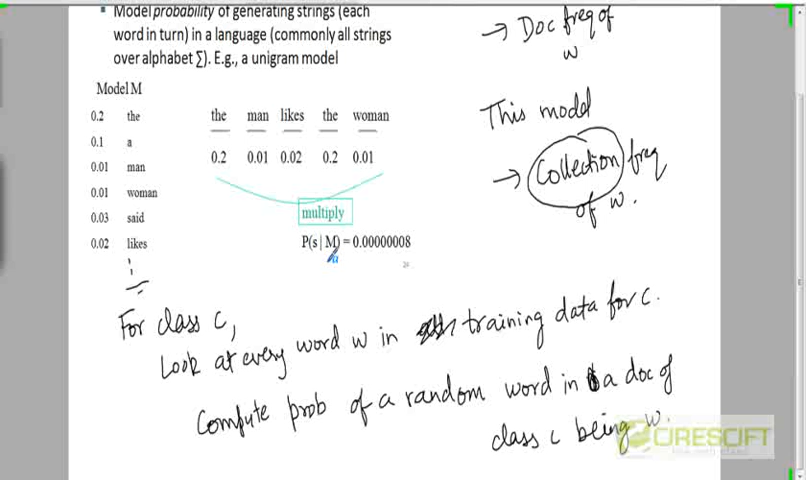 Model probability of generating strings (each
word in turn) in a language (commonly all strings
over alphabet ∑). E.g., a unigram model
Model M
0.2 the
0.1 a
0.01 man
0.01 woman
0.03 said
0.02 likes
the man likes the woman
0.2 0.01 0.02 0.2 0.01
multiply
P(s | M) = 0.00000008
→ Doc freq of
w
This model
→ Collection freq
of w.
For class c,
Look at every word w in training data for c.
Compute prob of a random word in a doc of
class c being w.